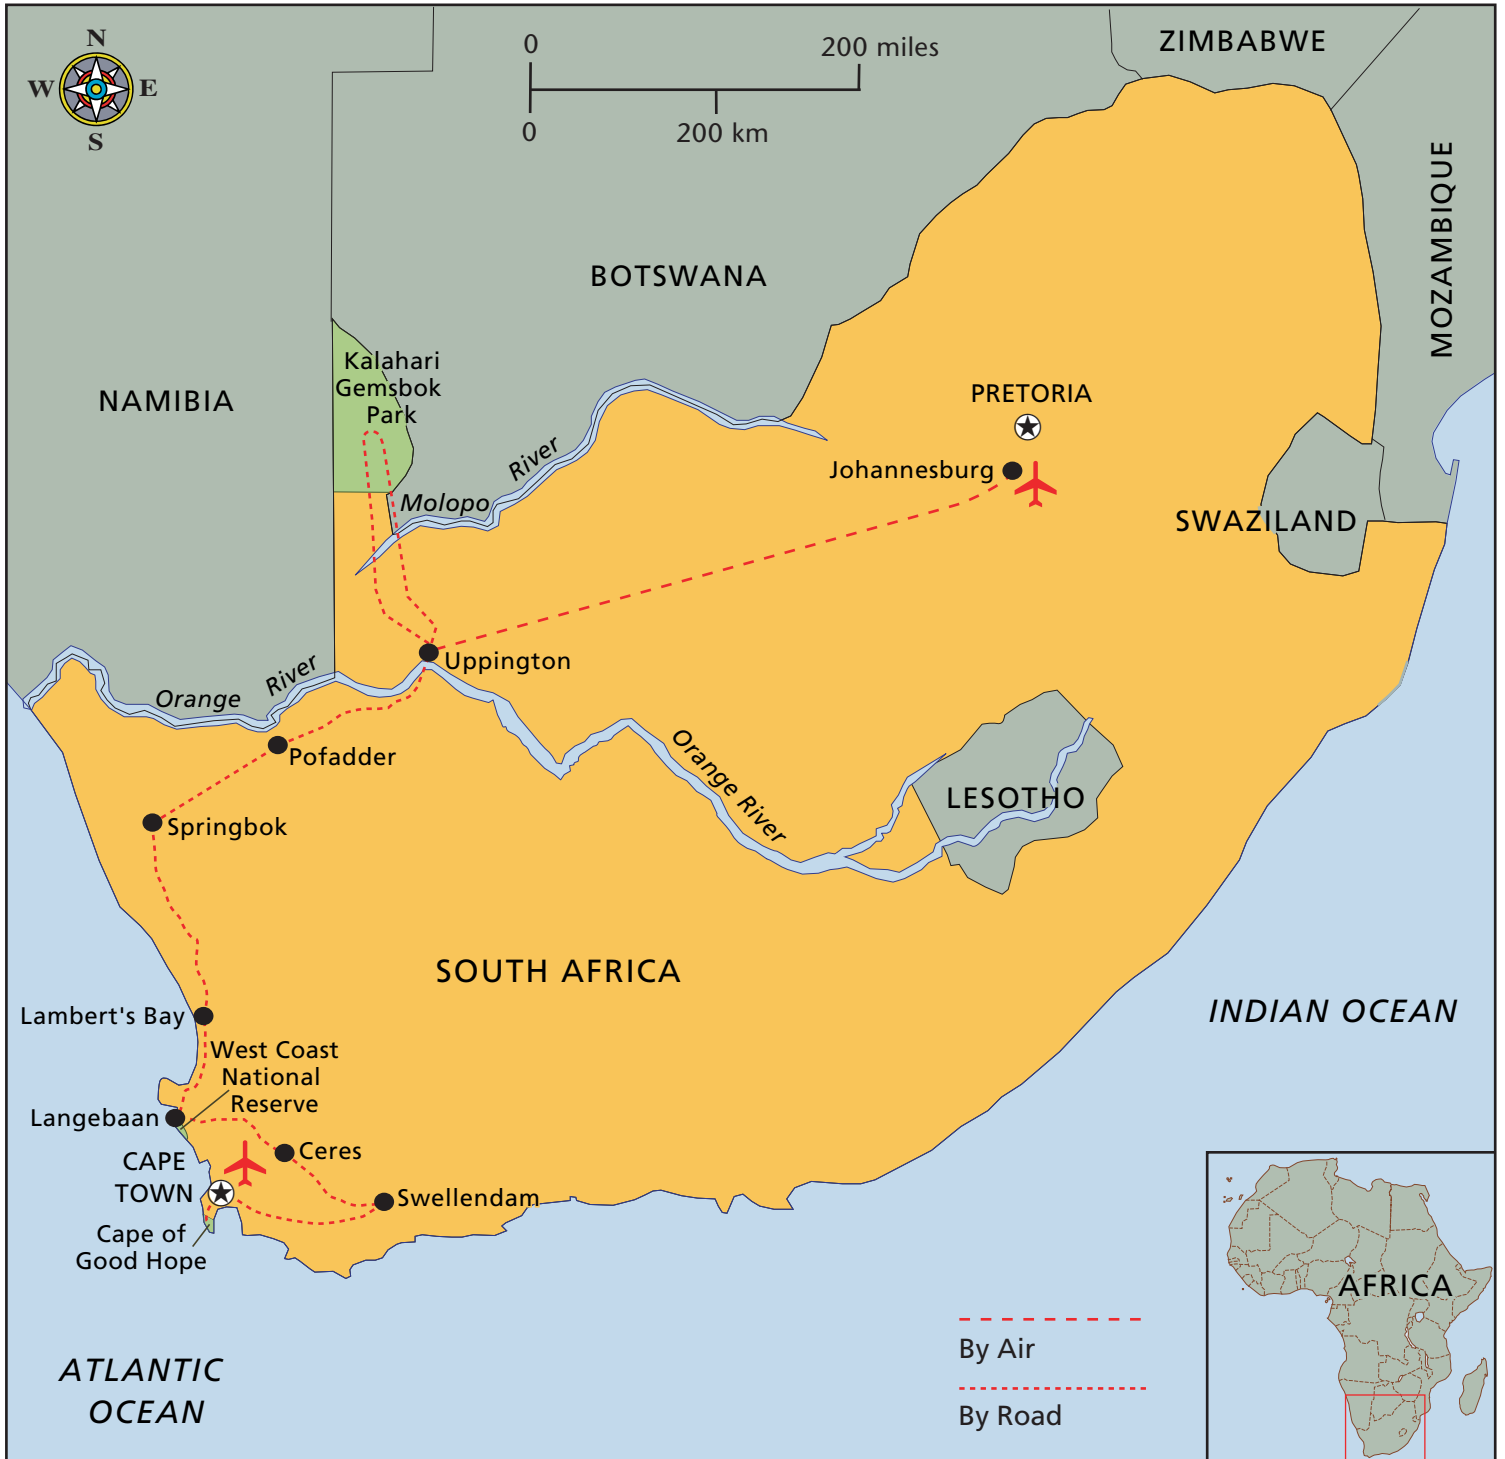 N
W
E
S
0
200 miles
0
200 km
ZIMBABWE
MOZAMBIQUE
BOTSWANA
NAMIBIA
Kalahari
Gemsbok
Park
Molopo
River
PRETORIA
Johannesburg
SWAZILAND
Uppington
Orange
River
Pofadder
Orange River
LESOTHO
Springbok
SOUTH AFRICA
INDIAN OCEAN
Lambert's Bay
West Coast
National
Reserve
Langebaan
Ceres
CAPE
TOWN
Swellendam
Cape of
Good Hope
AFRICA
By Air
By Road
ATLANTIC
OCEAN